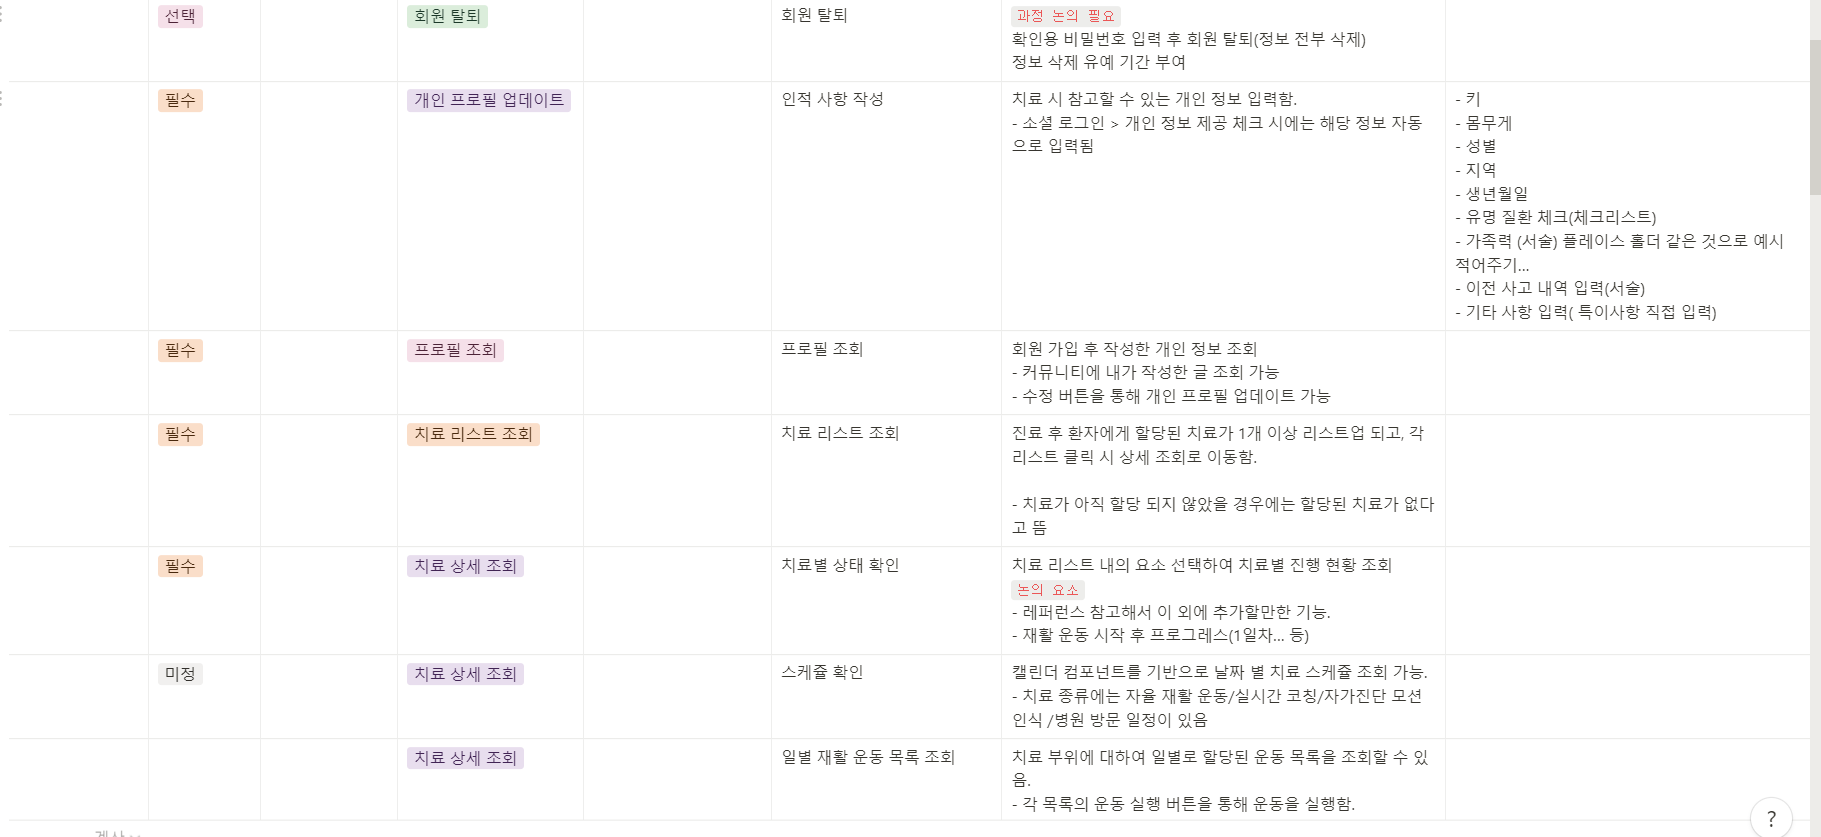 선택
회원 탈퇴
회원 탈퇴
과정 논의 필요
확인용 비밀번호 입력 후 회원 탈퇴(정보 전부 삭제)
정보 삭제 유예 기간 부여
필수
개인 프로필 업데이트
인적 사항 작성
치료 시 참고할 수 있는 개인 정보 입력함.
- 소셜 로그인 > 개인 정보 제공 체크 시에는 해당 정보 자동
으로 입력됨
- 키
- 몸무게
- 성별
- 지역
- 생년월일
- 유명 질환 체크(체크리스트)
- 가족력 (서술) 플레이스 홀더 같은 것으로 예시
적어주기...
- 이전 사고 내역 입력(서술)
- 기타 사항 입력( 특이사항 직접 입력)
필수
프로필 조회
프로필 조회
회원 가입 후 작성한 개인 정보 조회
- 커뮤니티에 내가 작성한 글 조회 가능
- 수정 버튼을 통해 개인 프로필 업데이트 가능
필수
치료 리스트 조회
치료 리스트 조회
진료 후 환자에게 할당된 치료가 1개 이상 리스트업 되고, 각
리스트 클릭 시 상세 조회로 이동함.
- 치료가 아직 할당 되지 않았을 경우에는 할당된 치료가 없다
고 뜸
필수
치료 상세 조회
치료별 상태 확인
치료 리스트 내의 요소 선택하여 치료별 진행 현황 조회
논의 요소
- 레퍼런스 참고해서 이 외에 추가할만한 기능.
- 재활 운동 시작 후 프로그레스(1일차... 등)
미정
치료 상세 조회
스케쥴 확인
캘린더 컴포넌트를 기반으로 날짜 별 치료 스케쥴 조회 가능.
- 치료 종류에는 자율 재활 운동/실시간 코칭/자가진단 모션
인식 /병원 방문 일정이 있음
치료 상세 조회
일별 재활 운동 목록 조회
치료 부위에 대하여 일별로 할당된 운동 목록을 조회할 수 있
음.
- 각 목록의 운동 실행 버튼을 통해 운동을 실행함.
?